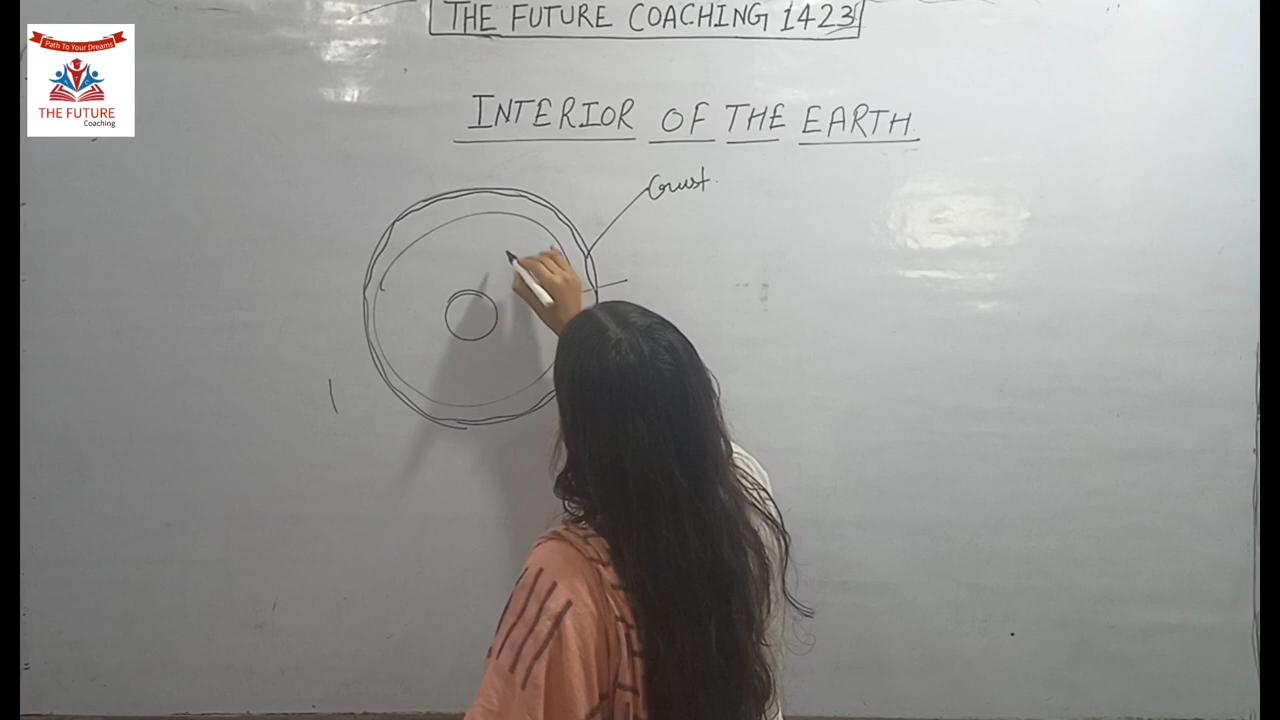 THE FUTURE COACHING 1423
Path To Your Dreams
THE FUTURE
Coaching
INTERIOR OF THE EARTH
Crust.